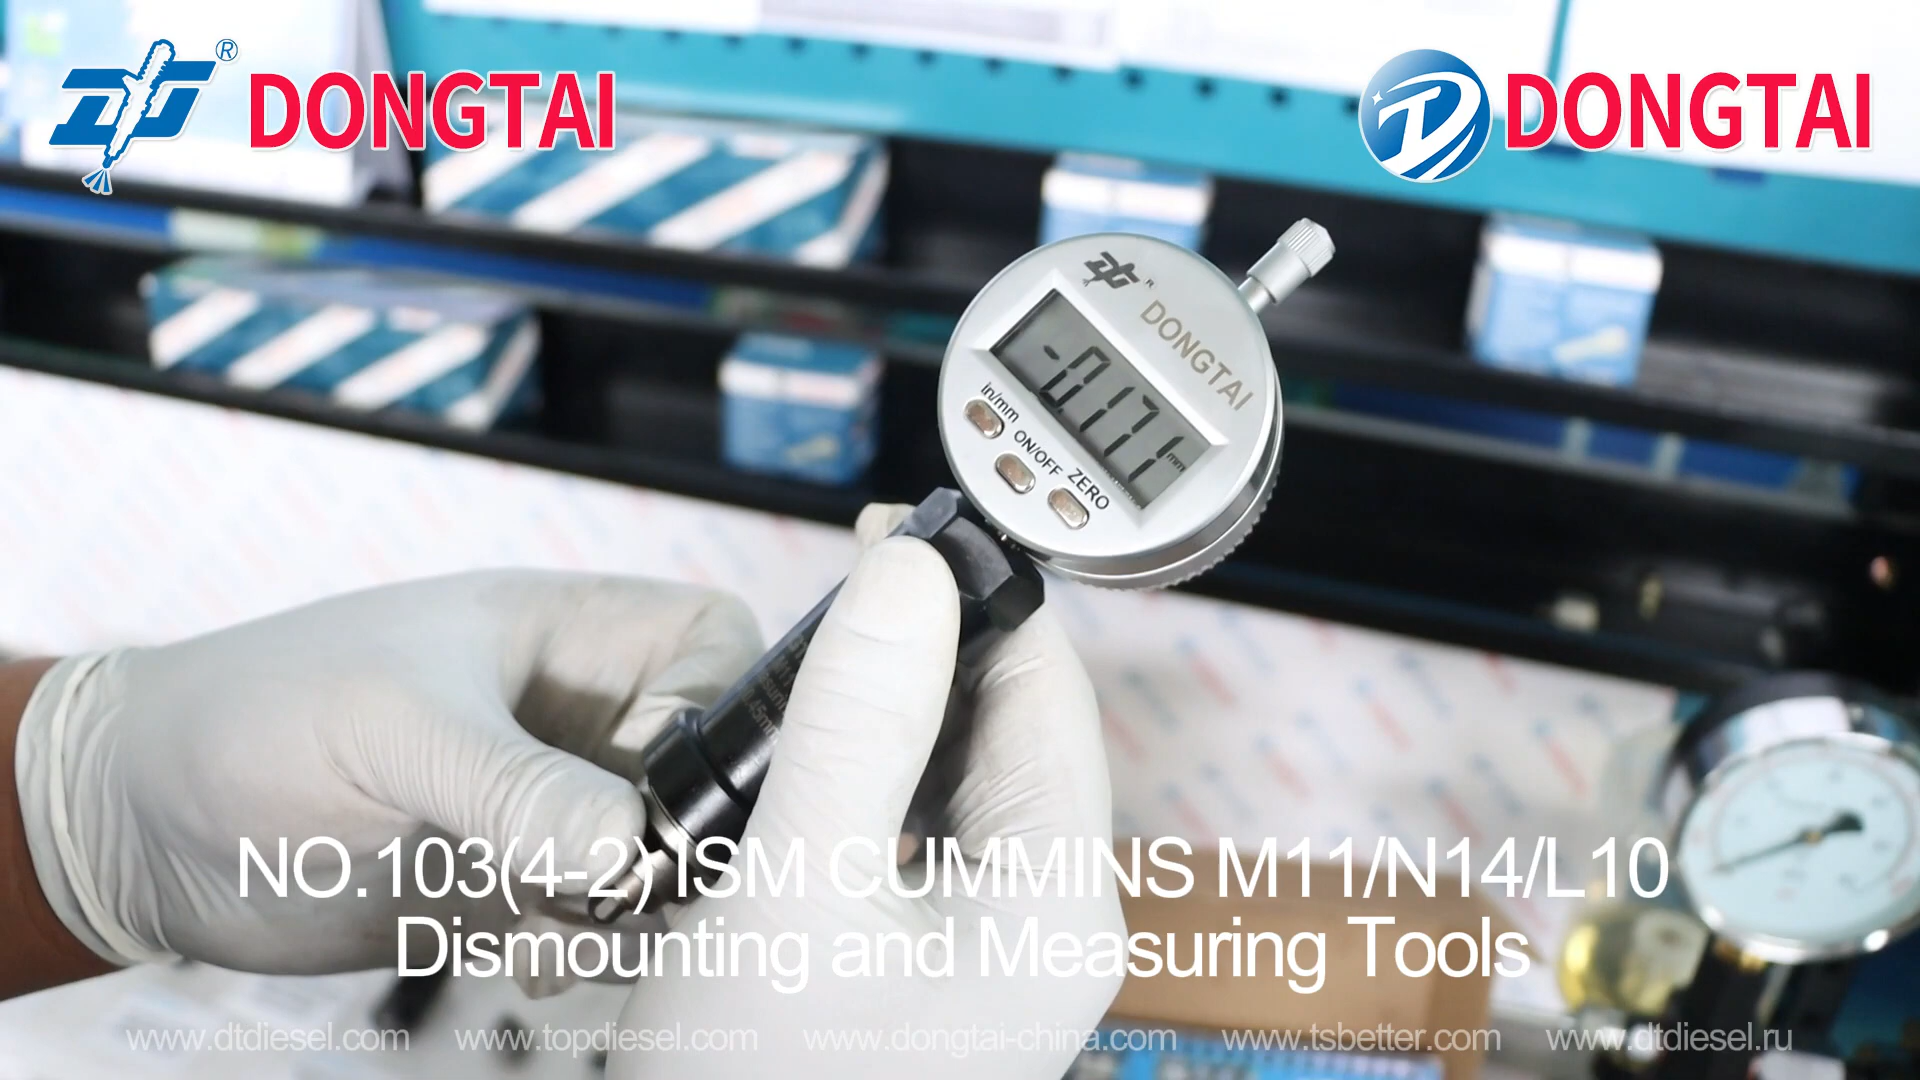 DONGTAI
DONGTAI
DONGTAI
-0.171 mm
in/mm
ON/OFF
ZERO
NO.103(4-2) ISM CUMMINS M11/N14/L10
Dismounting and Measuring Tools
www.dtdiesel.com www.topdiesel.com www.dongtai-china.com www.tsbetter.com www.dtdiesel.ru